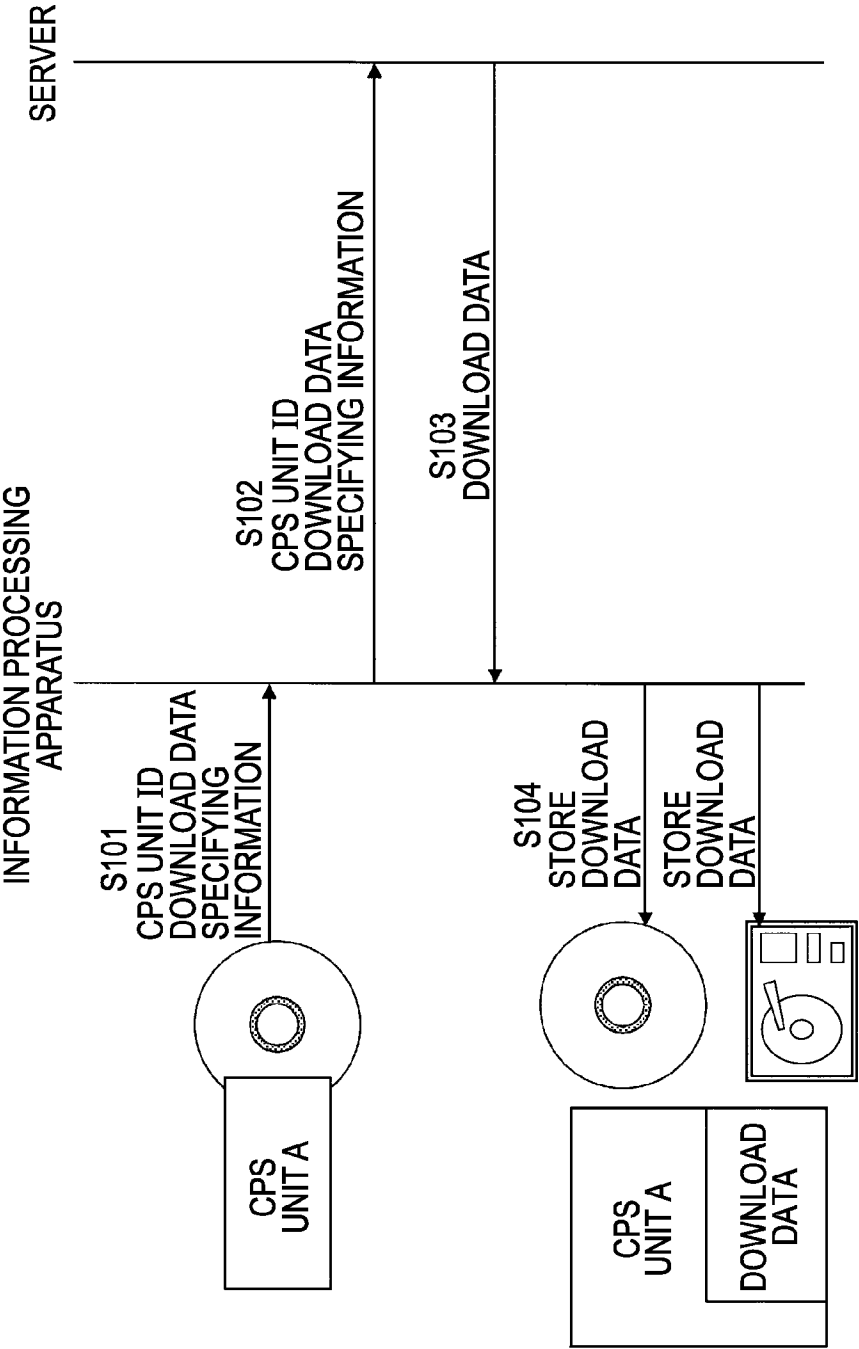 INFORMATION PROCESSING
APPARATUS
SERVER
CPS
UNIT A
S101
CPS UNIT ID
DOWNLOAD DATA
SPECIFYING
INFORMATION
S102
CPS UNIT ID
DOWNLOAD DATA
SPECIFYING INFORMATION
S103
DOWNLOAD DATA
S104
STORE
DOWNLOAD
DATA
STORE
DOWNLOAD
DATA
CPS
UNIT A
DOWNLOAD
DATA